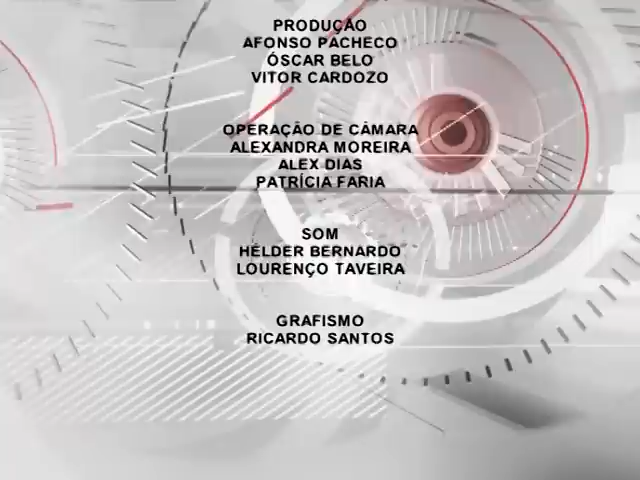 PRODUÇÃO
AFONSO PACHECO
ÓSCAR BELO
VITOR CARDOZO
OPERAÇÃO DE CÂMARA
ALEXANDRA MOREIRA
ALEX DIAS
PATRÍCIA FARIA
SOM
HÉLDER BERNARDO
LOURENÇO TAVEIRA
GRAFISMO
RICARDO SANTOS